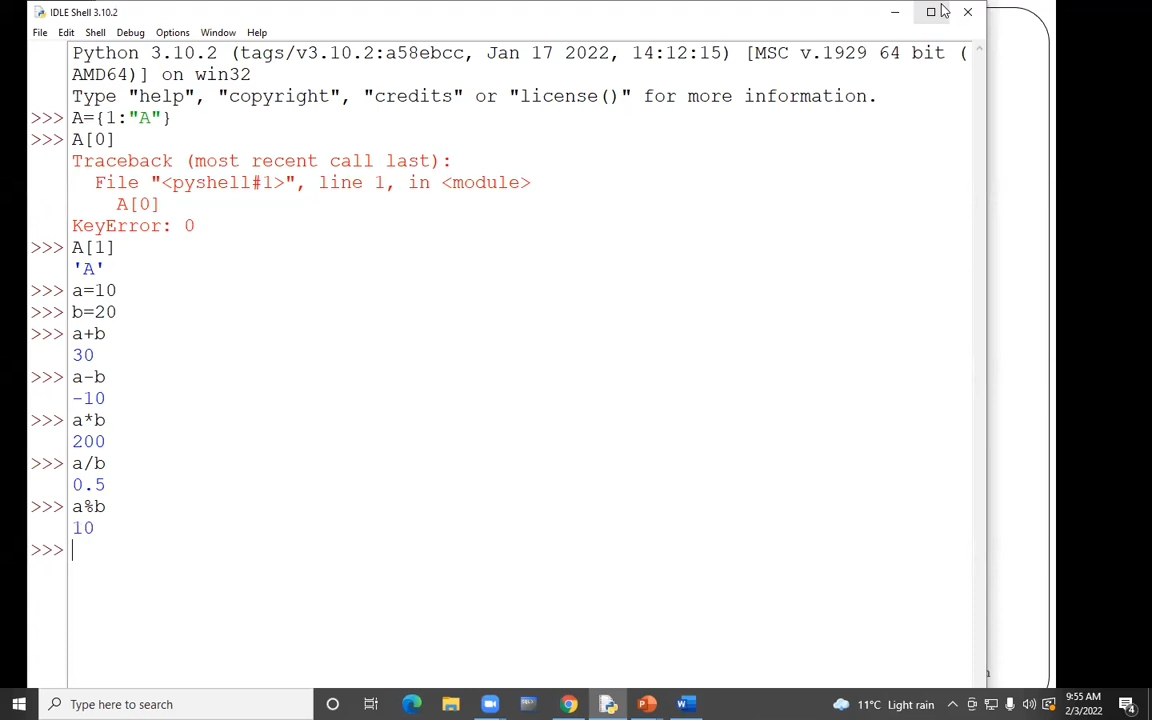 IDLE Shell 3.10.2
File Edit Shell Debug Options Window Help
Python 3.10.2 (tags/v3.10.2:a58ebcc, Jan 17 2022, 14:12:15) [MSC v.1929 64 bit (
AMD64)] on win32
Type "help", "copyright", "credits" or "license()" for more information.
>>> A={1:"A"}
>>> A[0]
Traceback (most recent call last):
  File "<pyshell#1>", line 1, in <module>
    A[0]
KeyError: 0
>>> A[1]
'A'
>>> a=10
>>> b=20
>>> a+b
30
>>> a-b
-10
>>> a*b
200
>>> a/b
0.5
>>> a%b
10
>>>
Type here to search
11°C Light rain
9:55 AM
2/3/2022
4